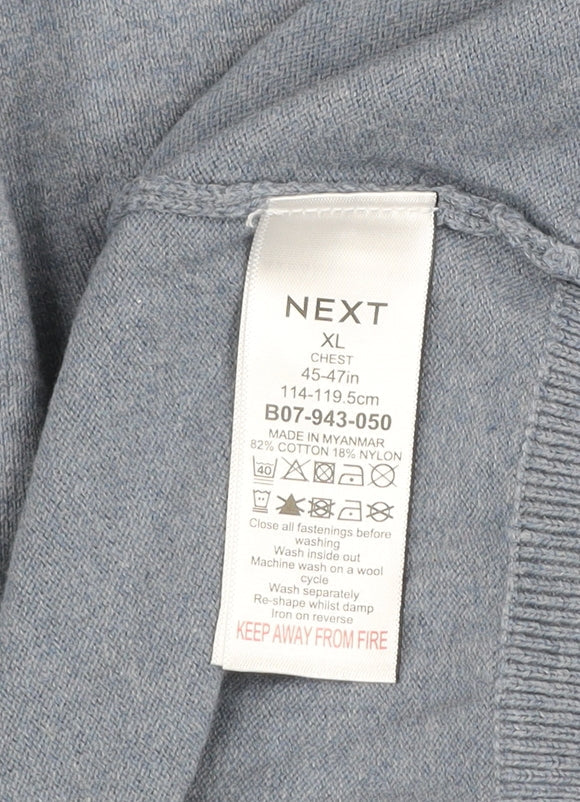 NEXT
XL
CHEST
45-47in
114-119.5cm
B07-943-050
MADE IN MYANMAR
82% COTTON 18% NYLON
40
Close all fastenings before
washing
Wash inside out
Machine wash on a wool
cycle
Wash separately
Re-shape whilst damp
Iron on reverse
KEEP AWAY FROM FIRE